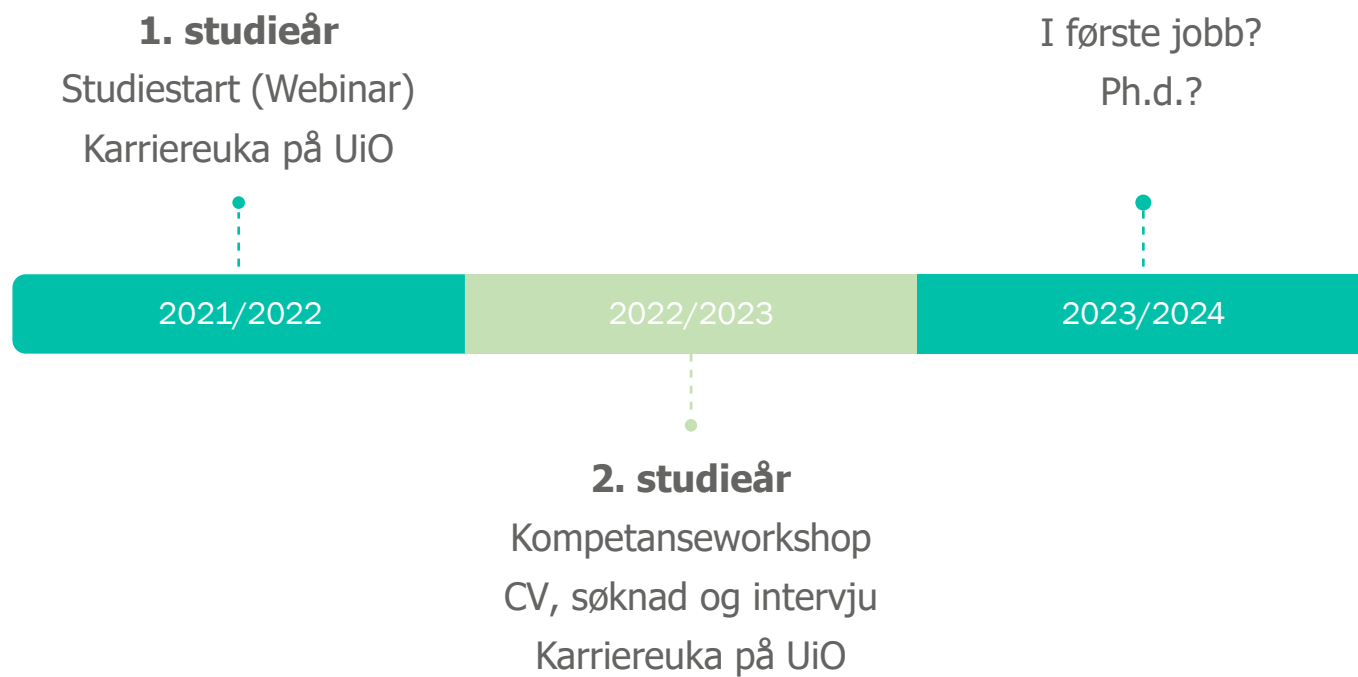 1. studieår
Studiestart (Webinar)
Karriereuka på UiO
I første jobb?
Ph.d.?
2021/2022
2022/2023
2023/2024
2. studieår
Kompetanseworkshop
CV, søknad og intervju
Karriereuka på UiO